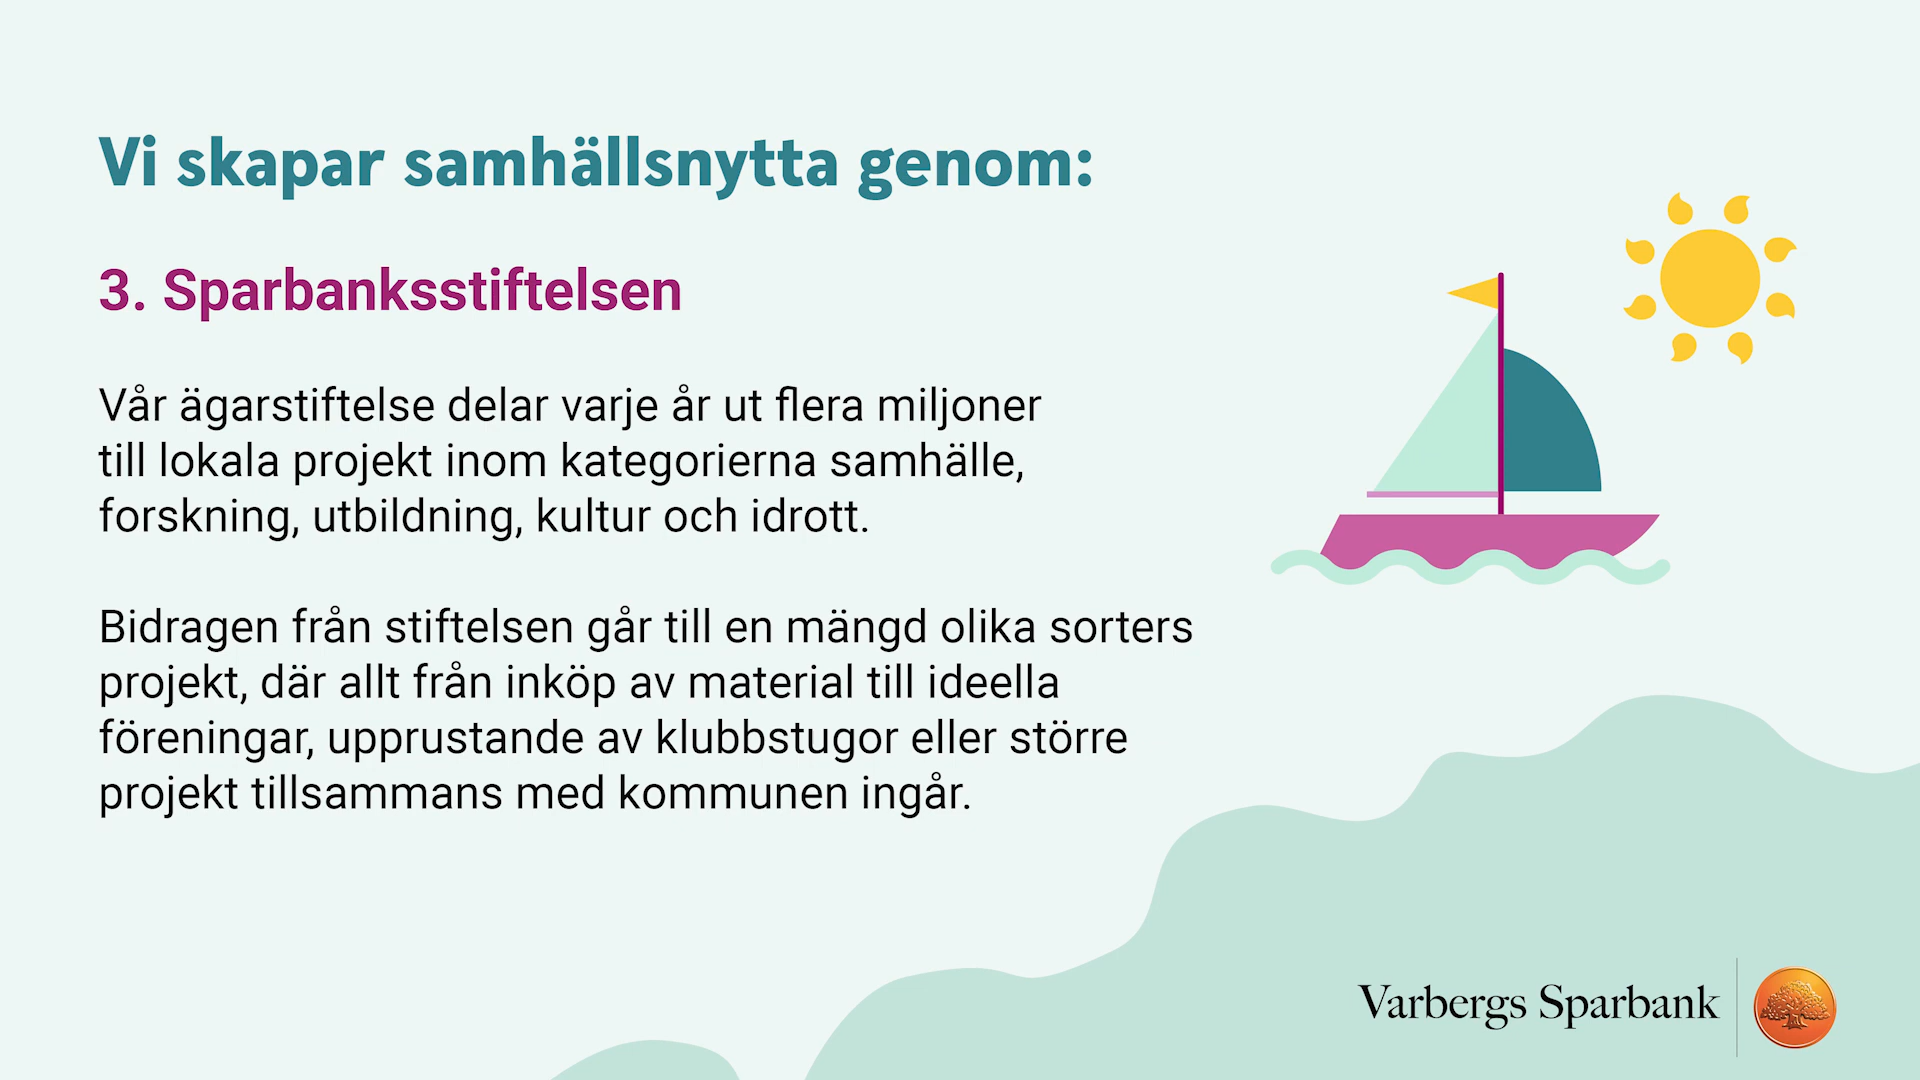 Vi skapar samhällsnytta genom:
3. Sparbanksstiftelsen
Vår ägarstiftelse delar varje år ut flera miljoner
till lokala projekt inom kategorierna samhälle,
forskning, utbildning, kultur och idrott.
Bidragen från stiftelsen går till en mängd olika sorters
projekt, där allt från inköp av material till ideella
föreningar, upprustande av klubbstugor eller större
projekt tillsammans med kommunen ingår.
Varbergs Sparbank